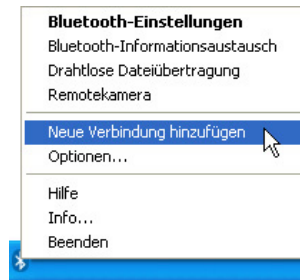 Bluetooth-Einstellungen
Bluetooth-Informationsaustausch
Drahtlose Dateiübertragung
Remotekamera
Neue Verbindung hinzufügen
Optionen...
Hilfe
Info...
Beenden